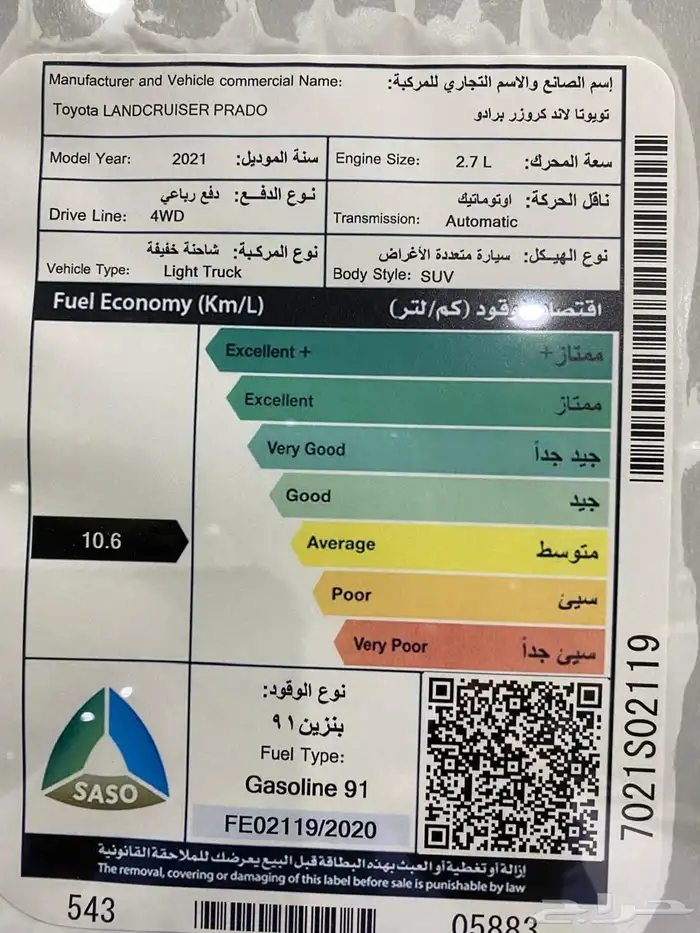 Manufacturer and Vehicle commercial Name: إسم الصانع والاسم التجاري للمركبة:
Toyota LANDCRUISER PRADO تويوتا لاند كروزر برادو
Model Year: 2021 سنة الموديل:
Engine Size: 2.7 L سعة المحرك:
نوع الدفع: دفع رباعي
Drive Line: 4WD
ناقل الحركة: اوتوماتيك
Transmission: Automatic
نوع المركبة: شاحنة خفيفة
Vehicle Type: Light Truck
نوع الهيكل: سيارة متعددة الأغراض
Body Style: SUV
Fuel Economy (Km/L) وقود (كم/لتر)
Excellent + ممتاز+
Excellent ممتاز
Very Good جيد جداً
Good جيد
10.6
Average متوسط
Poor سيئ
Very Poor سيئ جداً
SASO
نوع الوقود:
بنزين ٩١
Fuel Type:
Gasoline 91
FE02119/2020
7021S02119
إزالة أو تغطية أو العبث بهذه البطاقة قبل البيع يعرضك للملاحقة القانونية
The removal, covering or damaging of this label before sale is punishable by law
543
05883
حراج